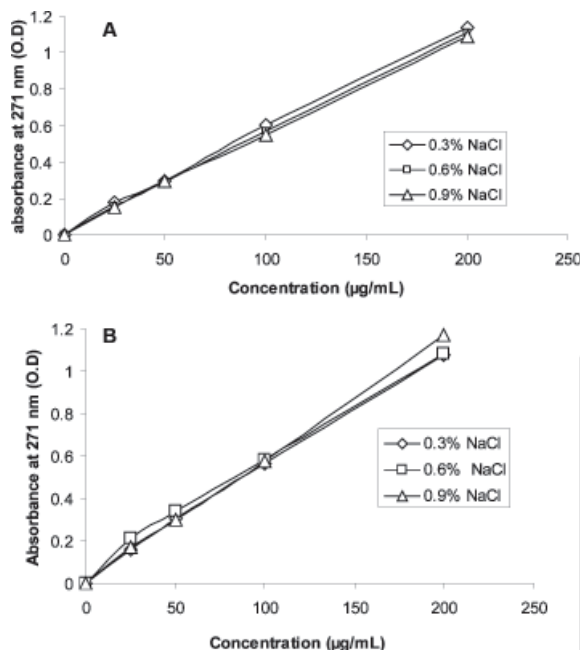 A
absorbance at 271 nm (O.D)
1.2
1
0.8
0.6
0.4
0.2
0
0 50 100 150 200 250
Concentration (µg/mL)
0.3% NaCl
0.6% NaCl
0.9% NaCl
B
Absorbance at 271 nm (O.D)
1.2
1
0.8
0.6
0.4
0.2
0
0 50 100 150 200 250
Concentration (µg/mL)
0.3% NaCl
0.6% NaCl
0.9% NaCl